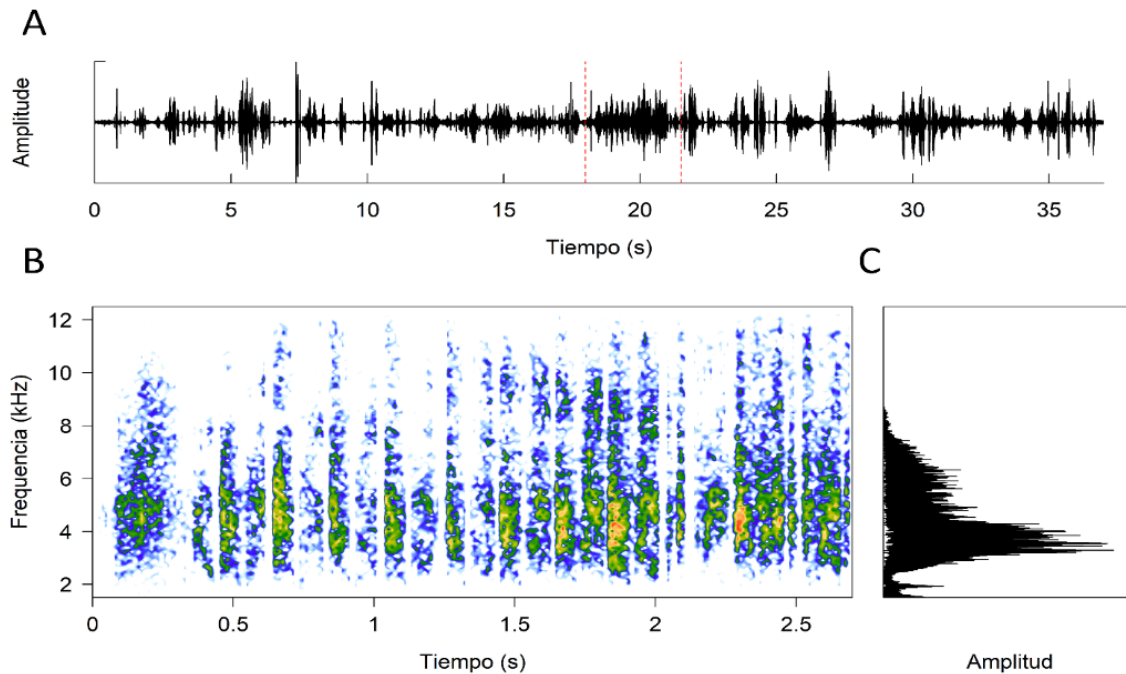 A
Amplitude
0 5 10 15 20 25 30 35
Tiempo (s)
B
C
Frequencia (kHz)
12
10
8
6
4
2
0 0.5 1 1.5 2 2.5
Tiempo (s)
Amplitud